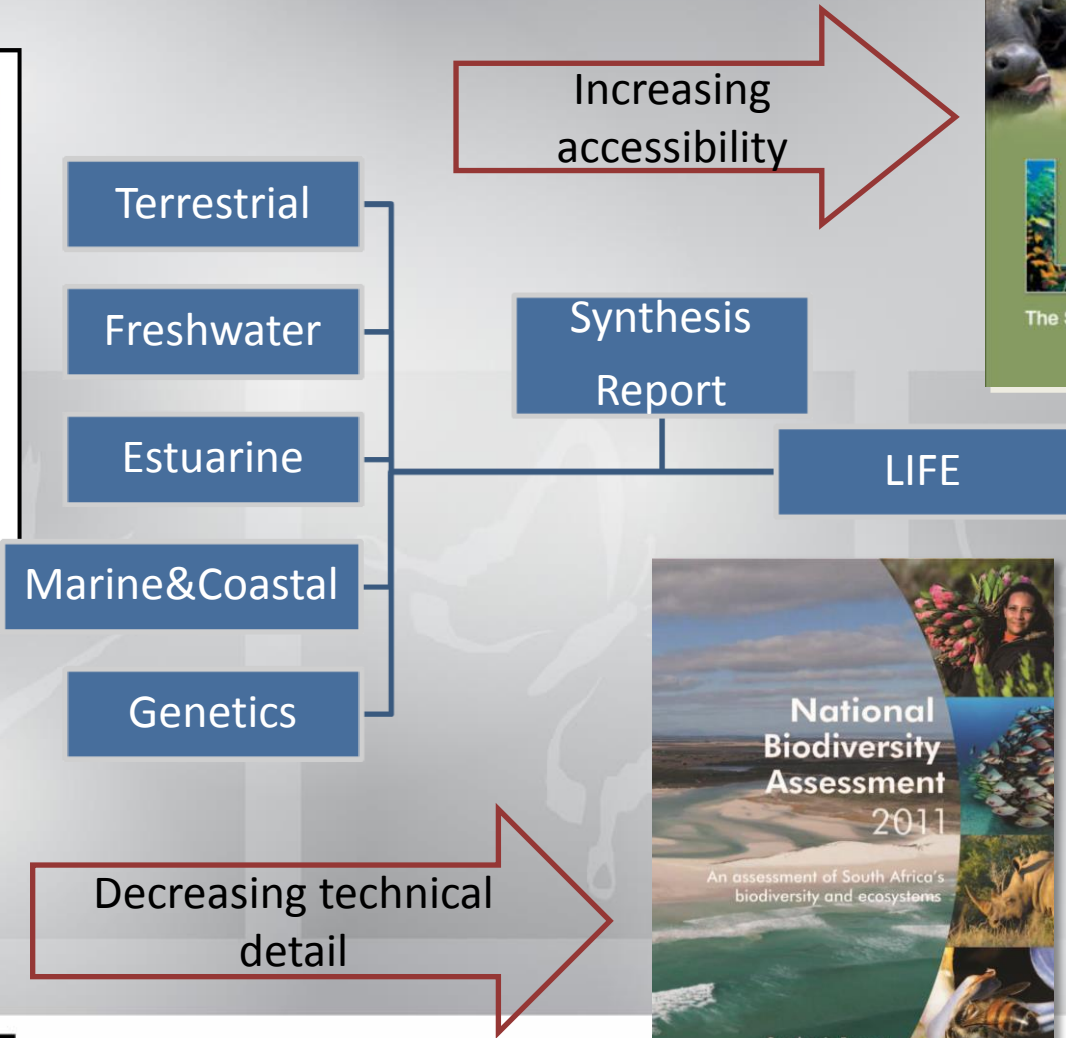 Increasing
accessibility
Terrestrial
Freshwater
Estuarine
Marine&Coastal
Genetics
Synthesis
Report
LIFE
The
Decreasing technical
detail
National
Biodiversity
Assessment
2011
An assessment of South Africa's
biodiversity and ecosystems